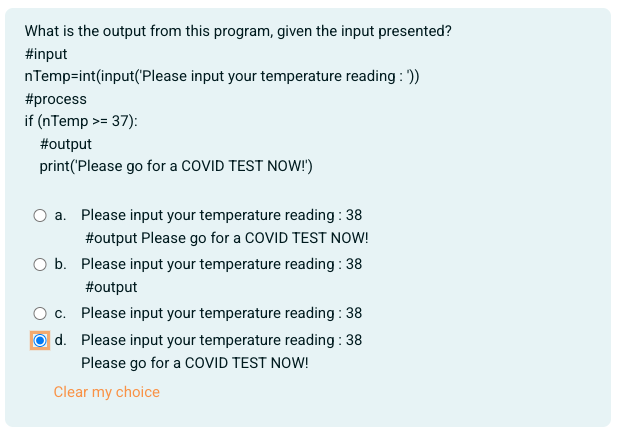 What is the output from this program, given the input presented?
#input
nTemp=int(input('Please input your temperature reading : '))
#process
if (nTemp >= 37):
#output
print('Please go for a COVID TEST NOW!')
a. Please input your temperature reading : 38
#output Please go for a COVID TEST NOW!
b. Please input your temperature reading : 38
#output
c. Please input your temperature reading : 38
d. Please input your temperature reading : 38
Please go for a COVID TEST NOW!
Clear my choice